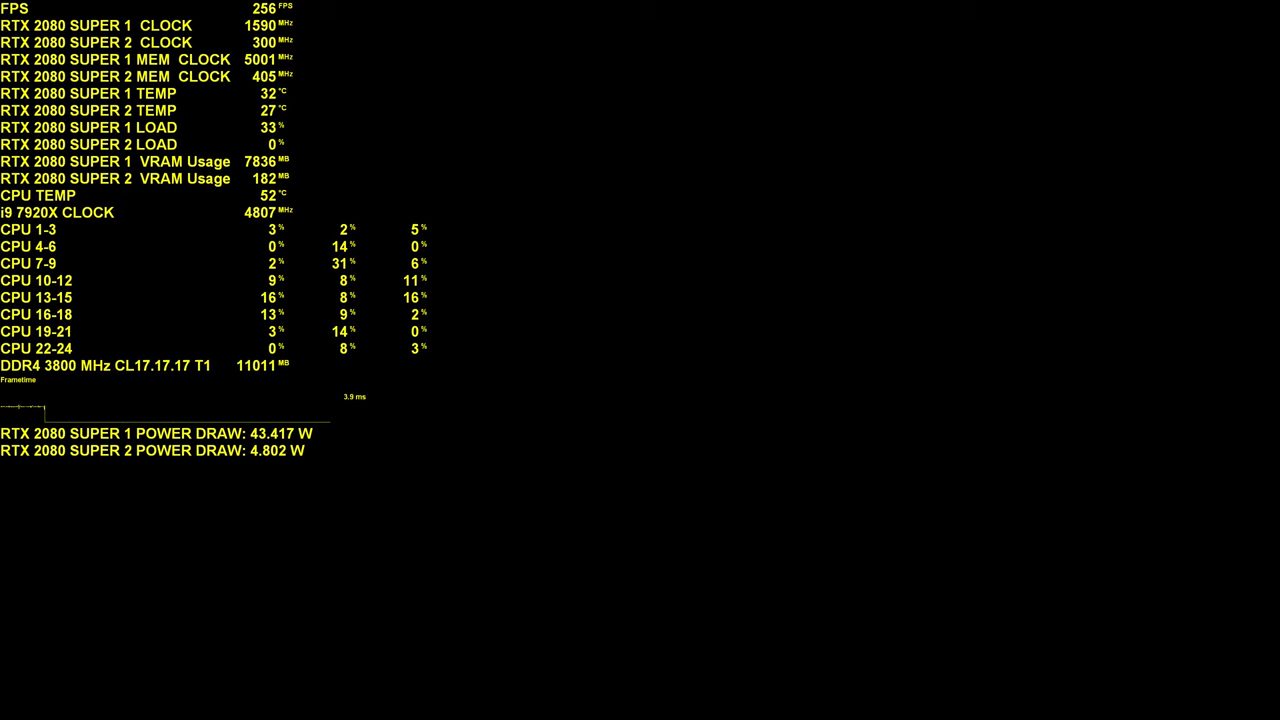 FPS 256 FPS
RTX 2080 SUPER 1 CLOCK 1590 MHz
RTX 2080 SUPER 2 CLOCK 300 MHz
RTX 2080 SUPER 1 MEM CLOCK 5001 MHz
RTX 2080 SUPER 2 MEM CLOCK 405 MHz
RTX 2080 SUPER 1 TEMP 32 °C
RTX 2080 SUPER 2 TEMP 27 °C
RTX 2080 SUPER 1 LOAD 33 %
RTX 2080 SUPER 2 LOAD 0 %
RTX 2080 SUPER 1 VRAM Usage 7836 MB
RTX 2080 SUPER 2 VRAM Usage 182 MB
CPU TEMP 52 °C
i9 7920X CLOCK 4807 MHz
CPU 1-3 3 % 2 % 5 %
CPU 4-6 0 % 14 % 0 %
CPU 7-9 2 % 31 % 6 %
CPU 10-12 9 % 8 % 11 %
CPU 13-15 16 % 8 % 16 %
CPU 16-18 13 % 9 % 2 %
CPU 19-21 3 % 14 % 0 %
CPU 22-24 0 % 8 % 3 %
DDR4 3800 MHz CL17.17.17 T1 11011 MB
Frametime
3.9 ms
RTX 2080 SUPER 1 POWER DRAW: 43.417 W
RTX 2080 SUPER 2 POWER DRAW: 4.802 W